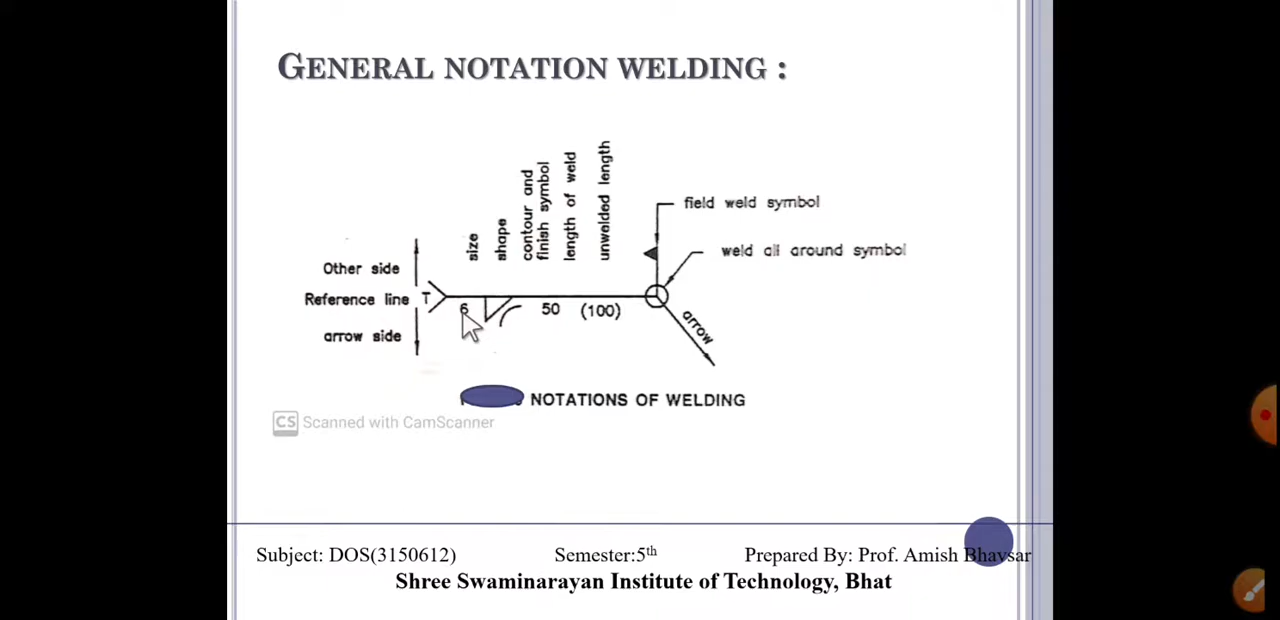 GENERAL NOTATION WELDING :
size
shape
contour and
finish symbol
length of weld
unwelded length
field weld symbol
weld all around symbol
Other side
Reference line T
arrow side
6
50 (100)
arrow
NOTATIONS OF WELDING
CS Scanned with CamScanner
Subject: DOS(3150612) Semester:5th Prepared By: Prof. Amish Bhavsar
Shree Swaminarayan Institute of Technology, Bhat